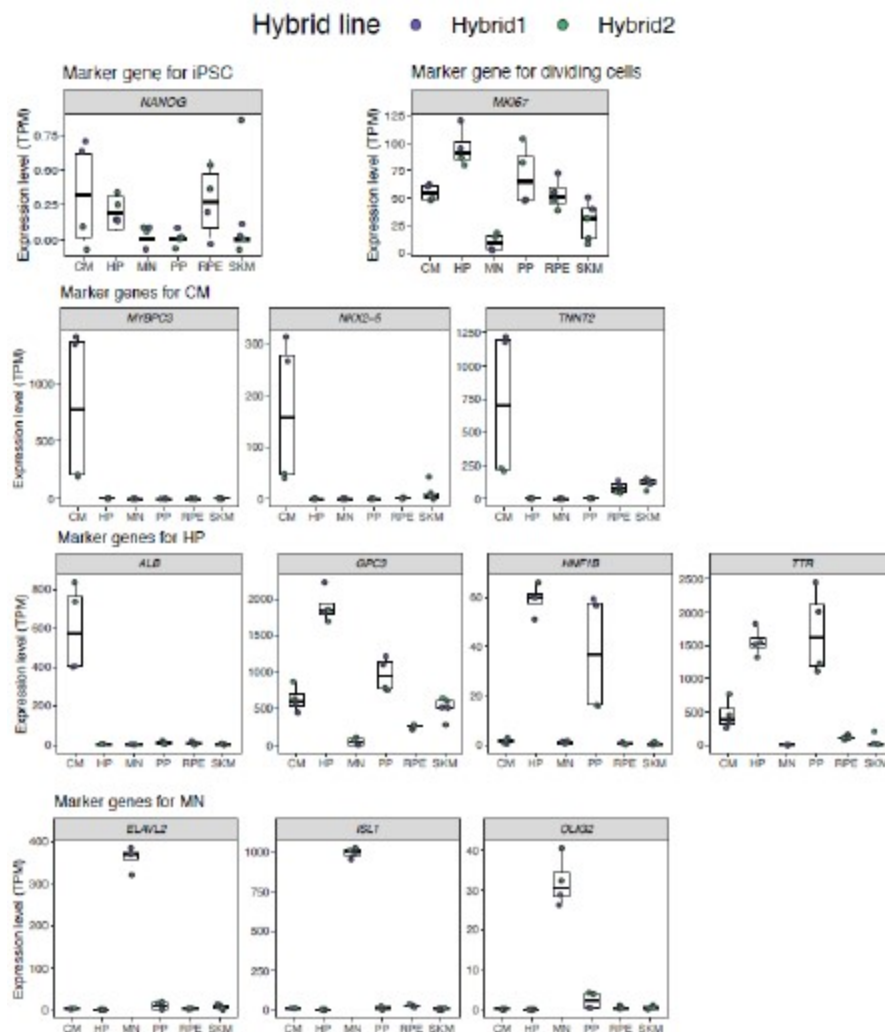 Hybrid line Hybrid1 Hybrid2
Marker gene for iPSC Marker gene for dividing cells
NANOG MKI67
Expression level (TPM) 0.75 0.50 0.25 0.00
CM HP MN PP RPE SKM
Expression level (TPM) 125 100 75 50 25 0
CM HP MN PP RPE SKM
Marker genes for CM
MYBPC3 NKX2-5 TNNT2
Expression level (TPM)
1000 500 0
300 200 100 0
1250 1000 750 500 250 0
CM HP MN PP RPE SKM
CM HP MN PP RPE SKM
CM HP MN PP RPE SKM
Marker genes for HP
ALB GPC3 HNF1B TTR
Expression level (TPM)
800 600 400 200 0
2000 1500 1000 500 0
60 40 20 0
2500 2000 1500 1000 500 0
CM HP MN PP RPE SKM
CM HP MN PP RPE SKM
CM HP MN PP RPE SKM
CM HP MN PP RPE SKM
Marker genes for MN
ELAVL2 ISL1 OLIG2
Expression level (TPM)
400 300 200 100 0
1000 750 500 250 0
40 30 20 10 0
CM HP MN PP RPE SKM
CM HP MN PP RPE SKM
CM HP MN PP RPE SKM